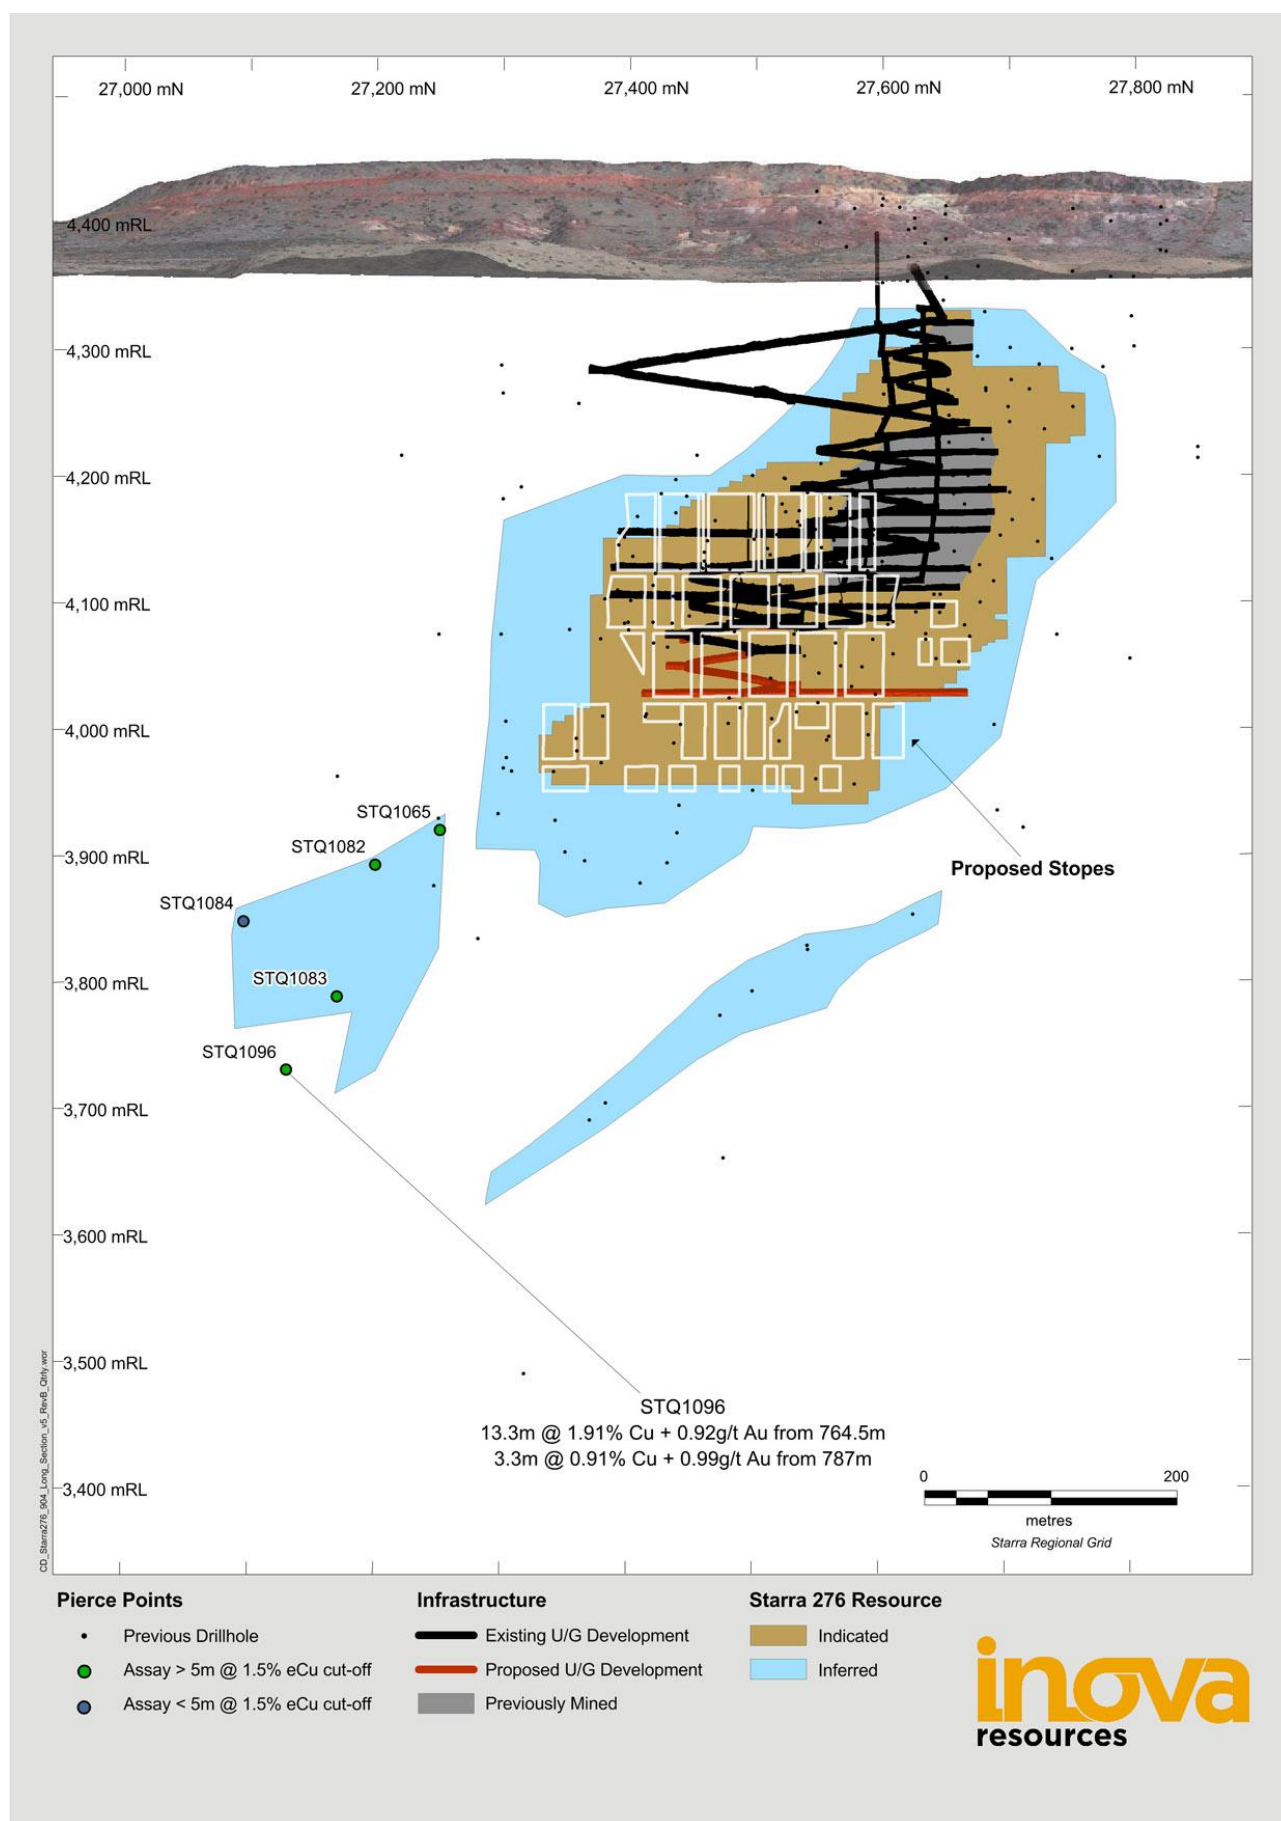 27,000 mN 27,200 mN 27,400 mN 27,600 mN 27,800 mN
4,400 mRL
4,300 mRL
4,200 mRL
4,100 mRL
4,000 mRL
STQ1065
STQ1082
3,900 mRL
Proposed Stopes
STQ1084
STQ1083
3,800 mRL
STQ1096
3,700 mRL
3,600 mRL
3,500 mRL
STQ1096
13.3m @ 1.91% Cu + 0.92g/t Au from 764.5m
3.3m @ 0.91% Cu + 0.99g/t Au from 787m
3,400 mRL
0 200
metres
Starra Regional Grid
CD_Starra276_904_Long_Section_v5_RevB_Qtrly.wor
Pierce Points Infrastructure Starra 276 Resource
Previous Drillhole Existing U/G Development Indicated
Assay > 5m @ 1.5% eCu cut-off Proposed U/G Development Inferred
Assay < 5m @ 1.5% eCu cut-off Previously Mined
inova
resources